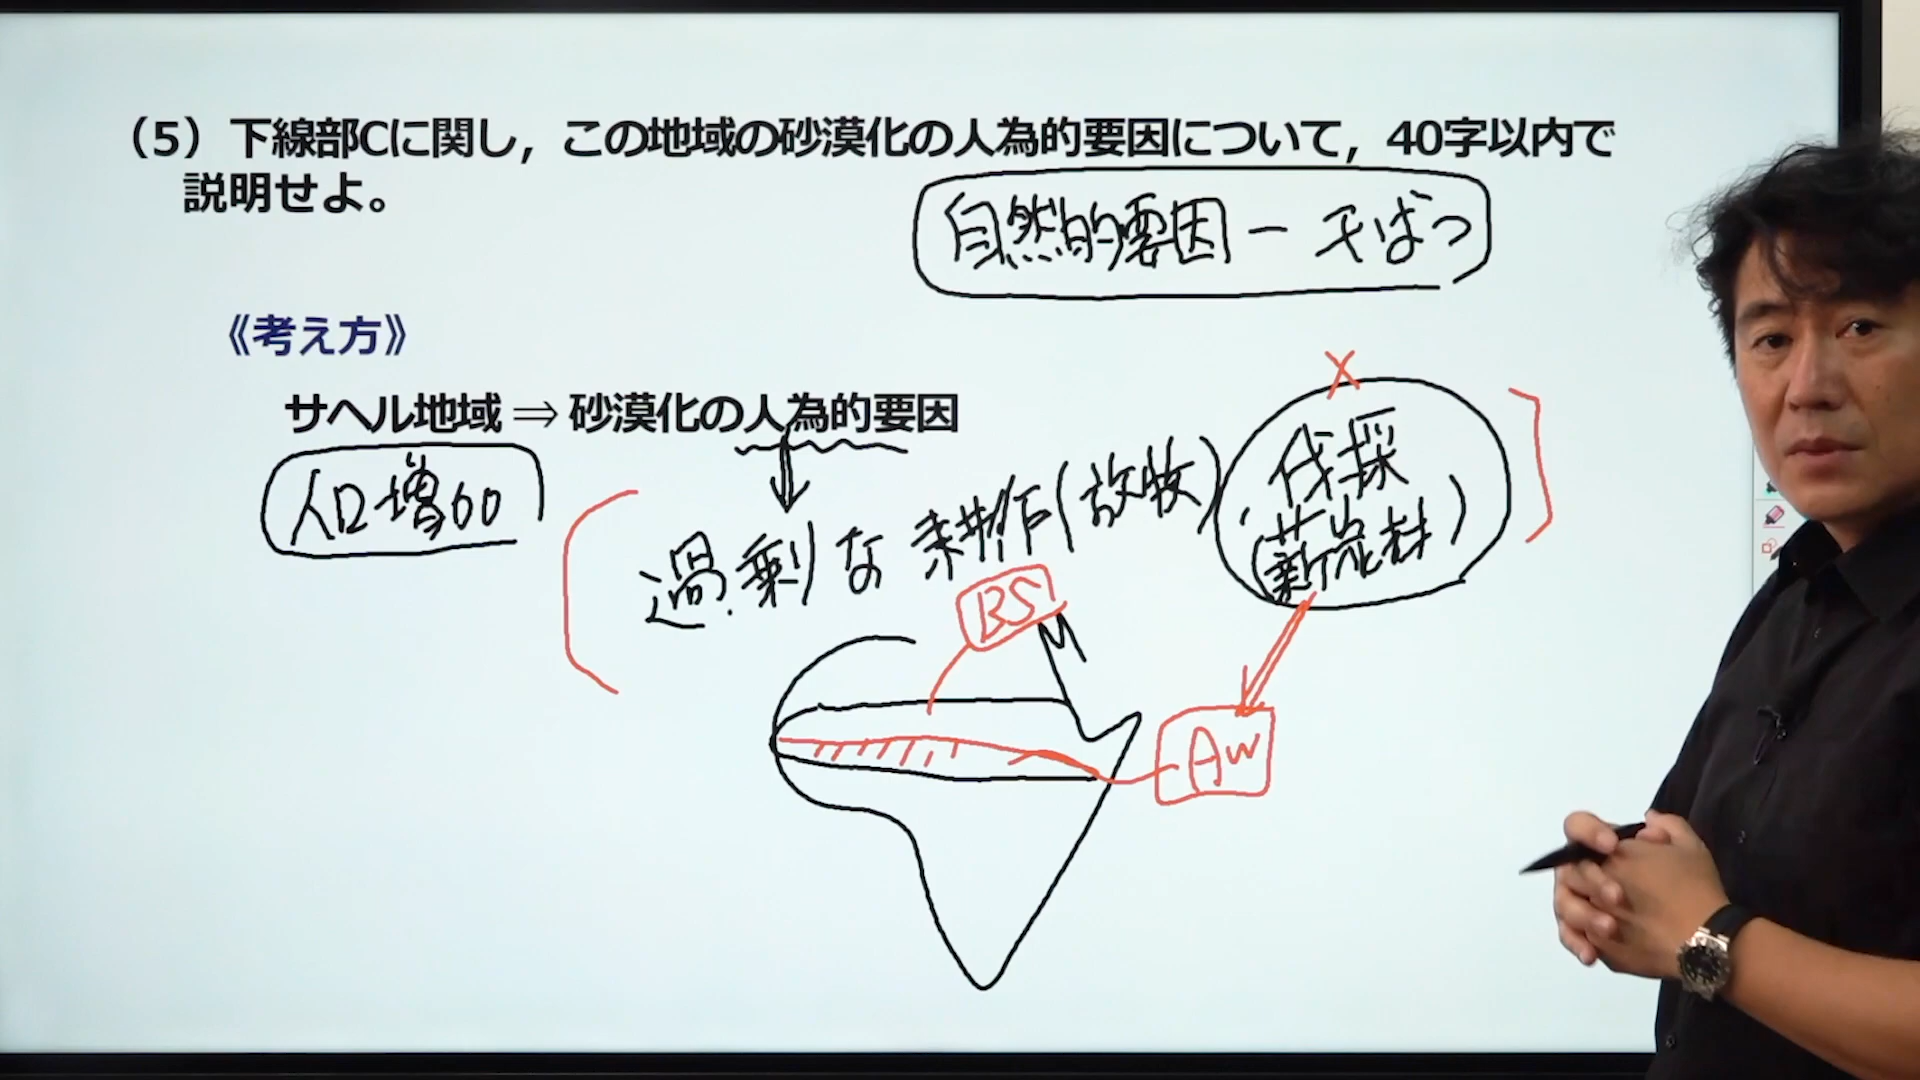 （5）下線部Cに関し，この地域の砂漠化の人為的要因について，40字以内で
説明せよ。
自然的要因ー干ばつ
《考え方》
サヘル地域 ⇒ 砂漠化の人為的要因
人口増加
過剰な耕作(放牧)
×
伐採
(薪炭材)
BS
AW